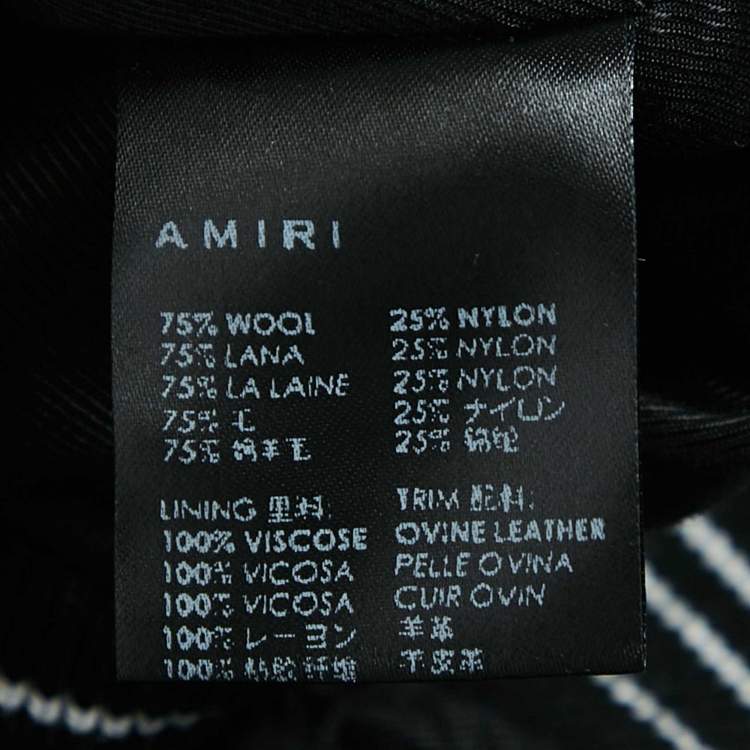 AMIRI
75% WOOL
75% LANA
75% LA LAINE
75% 毛
75% 綿羊毛
25% NYLON
25% NYLON
25% NYLON
25% ナイロン
25%
LINING 里料:
100% VISCOSE
100% VICOSA
100% VICOSA
100% レーヨン
100% 粘胶纤维
TRIM 配料:
OVINE LEATHER
PELLE OVINA
CUIR OVIN
羊革
羊皮革